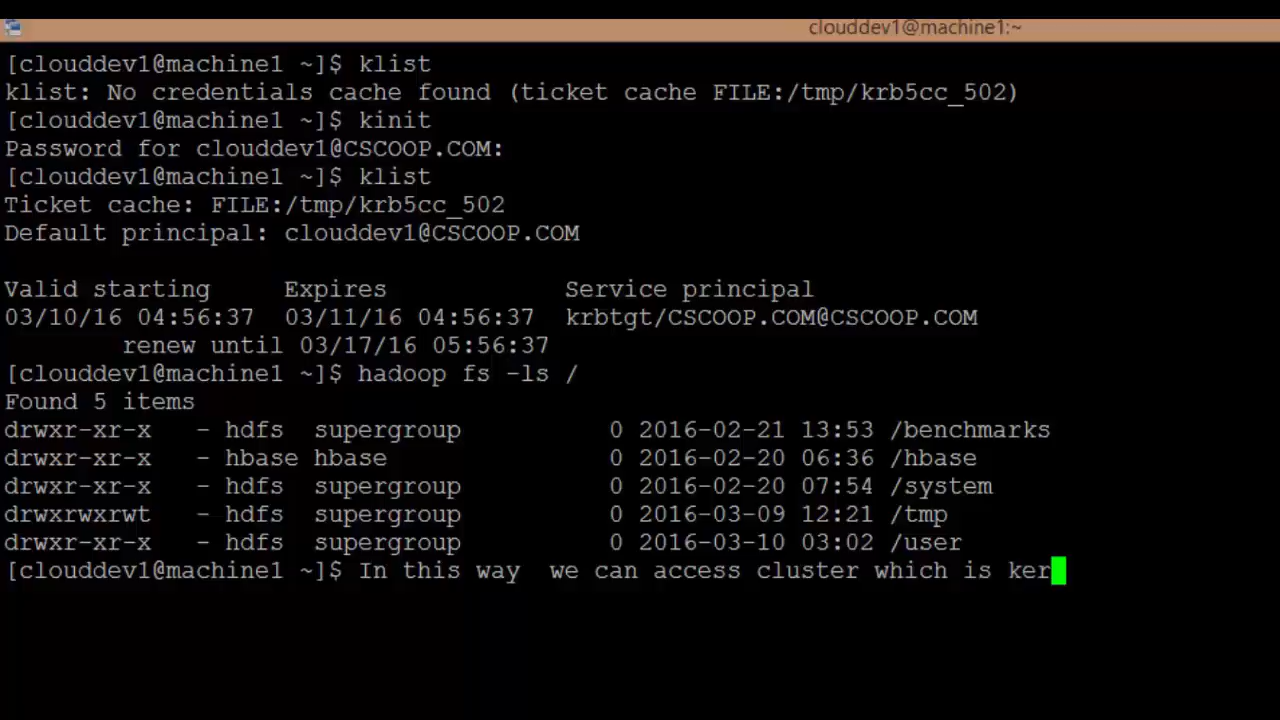 clouddev1@machine1:~
[clouddev1@machine1 ~]$ klist
klist: No credentials cache found (ticket cache FILE:/tmp/krb5cc_502)
[clouddev1@machine1 ~]$ kinit
Password for clouddev1@CSCOOP.COM:
[clouddev1@machine1 ~]$ klist
Ticket cache: FILE:/tmp/krb5cc_502
Default principal: clouddev1@CSCOOP.COM
Valid starting     Expires            Service principal
03/10/16 04:56:37  03/11/16 04:56:37  krbtgt/CSCOOP.COM@CSCOOP.COM
        renew until 03/17/16 05:56:37
[clouddev1@machine1 ~]$ hadoop fs -ls /
Found 5 items
drwxr-xr-x   - hdfs  supergroup          0 2016-02-21 13:53 /benchmarks
drwxr-xr-x   - hbase hbase               0 2016-02-20 06:36 /hbase
drwxr-xr-x   - hdfs  supergroup          0 2016-02-20 07:54 /system
drwxrwxrwt   - hdfs  supergroup          0 2016-03-09 12:21 /tmp
drwxr-xr-x   - hdfs  supergroup          0 2016-03-10 03:02 /user
[clouddev1@machine1 ~]$ In this way  we can access cluster which is ker